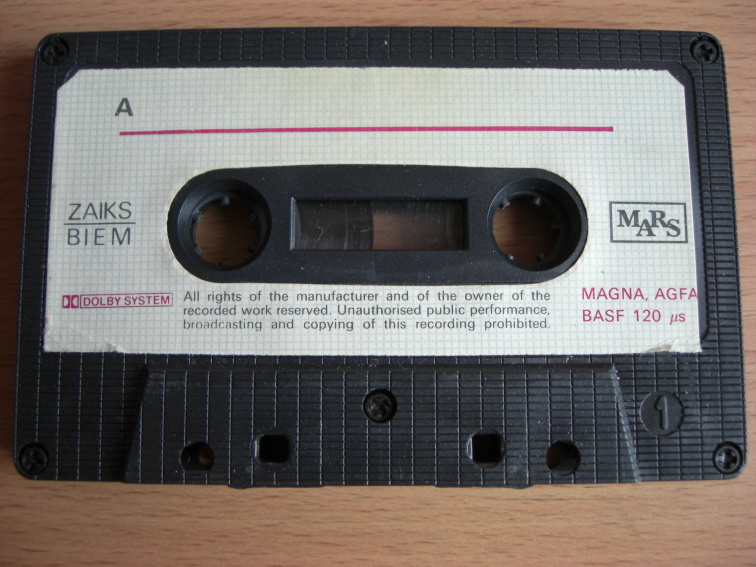 A
ZAIKS
BIEM
MARS
DOLBY SYSTEM
All rights of the manufacturer and of the owner of the
recorded work reserved. Unauthorised public performance,
broadcasting and copying of this recording prohibited.
MAGNA, AGFA
BASF 120 µs
1